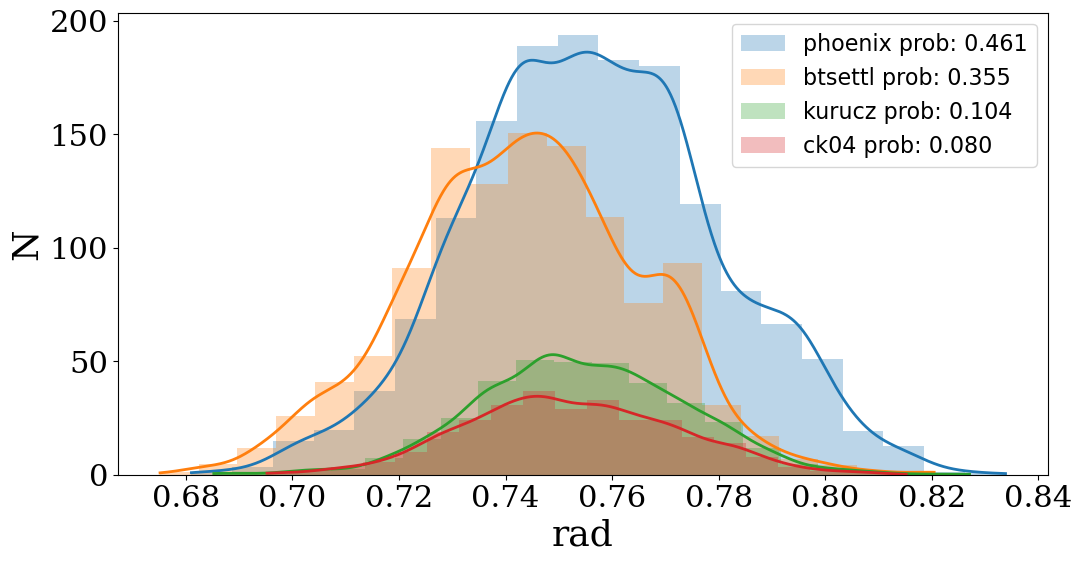 200
150
100
50
0
N
phoenix prob: 0.461
btsettl prob: 0.355
kurucz prob: 0.104
ck04 prob: 0.080
0.68 0.70 0.72 0.74 0.76 0.78 0.80 0.82 0.84
rad